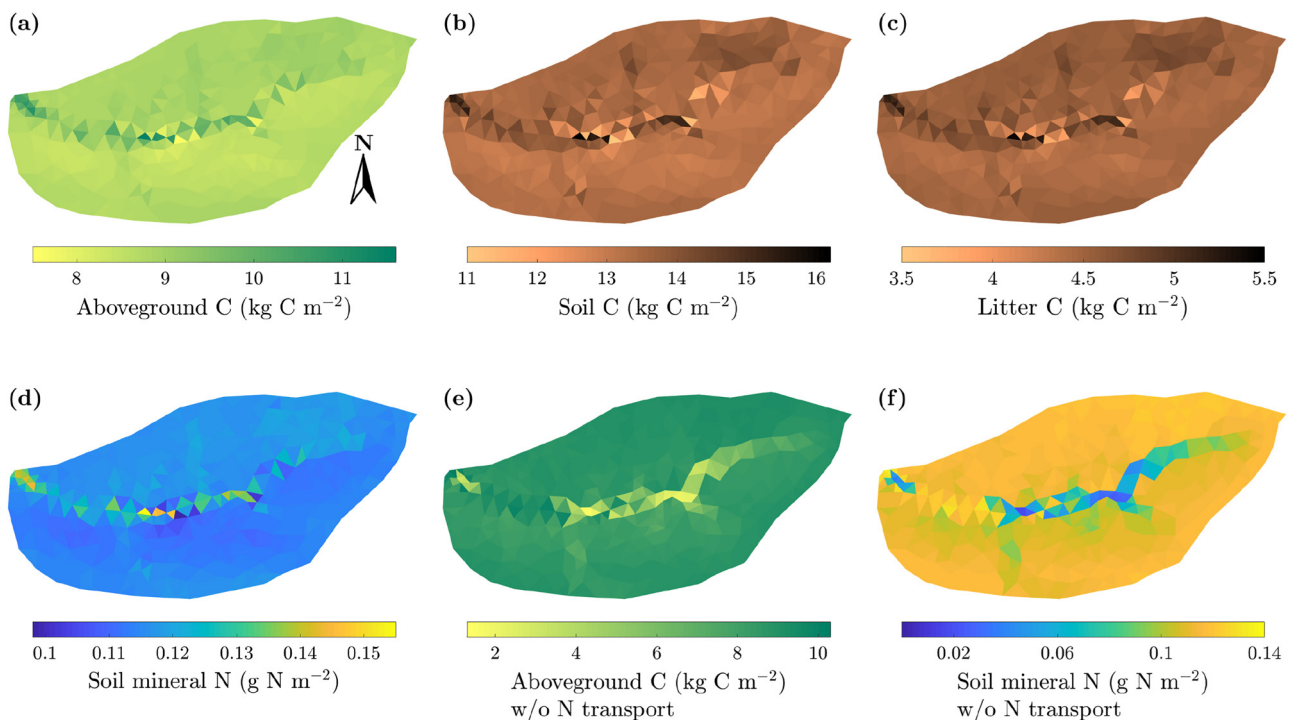 (a)
(b)
(c)
N
8 9 10 11
Aboveground C (kg C m⁻²)
11 12 13 14 15 16
Soil C (kg C m⁻²)
3.5 4 4.5 5 5.5
Litter C (kg C m⁻²)
(d)
(e)
(f)
0.1 0.11 0.12 0.13 0.14 0.15
Soil mineral N (g N m⁻²)
2 4 6 8 10
Aboveground C (kg C m⁻²)
w/o N transport
0.02 0.06 0.1 0.14
Soil mineral N (g N m⁻²)
w/o N transport